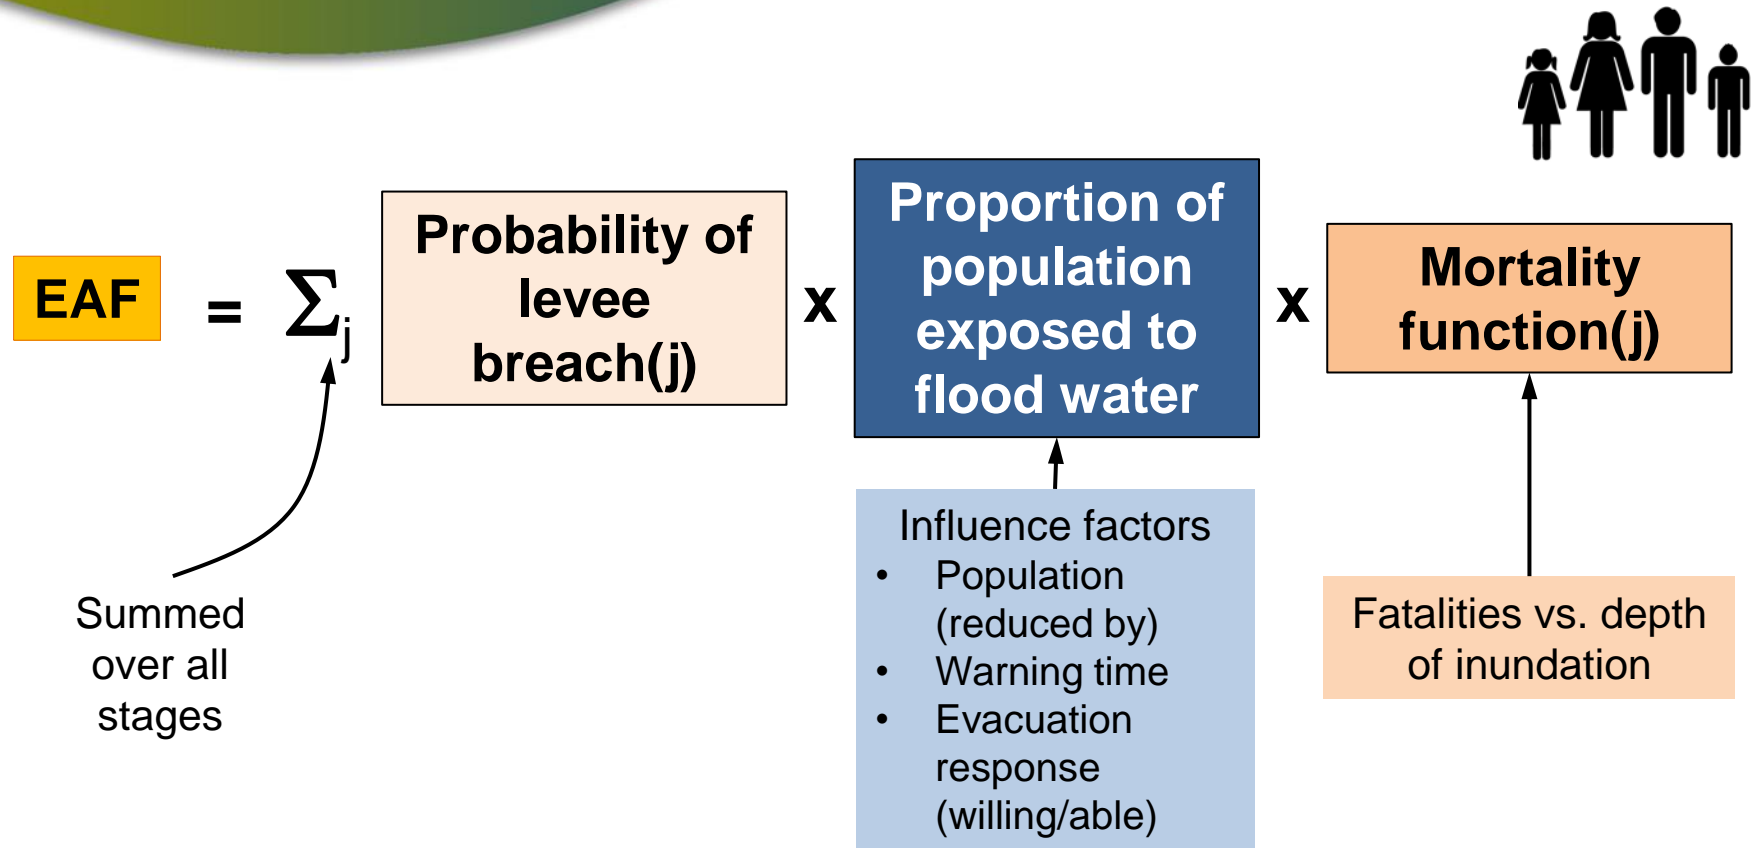 EAF
=
Σj
Probability of
levee
breach(j)
x
Proportion of
population
exposed to
flood water
x
Mortality
function(j)
Summed
over all
stages
Influence factors
• Population
(reduced by)
• Warning time
• Evacuation
response
(willing/able)
Fatalities vs. depth
of inundation